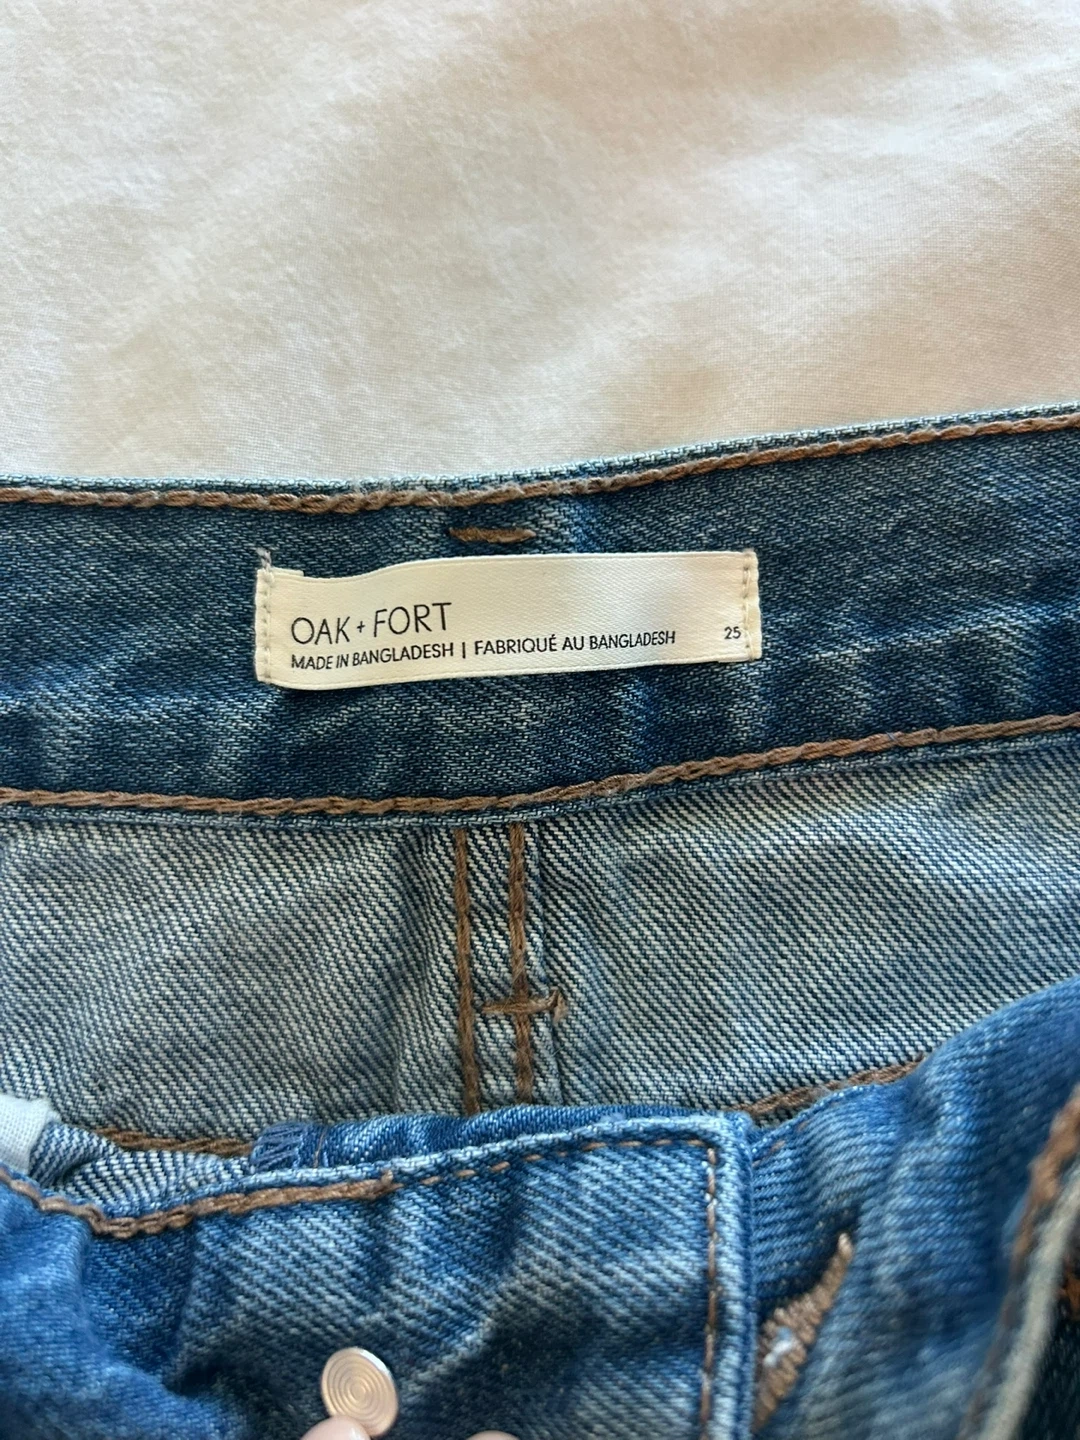 OAK + FORT
MADE IN BANGLADESH | FABRIQUÉ AU BANGLADESH 25